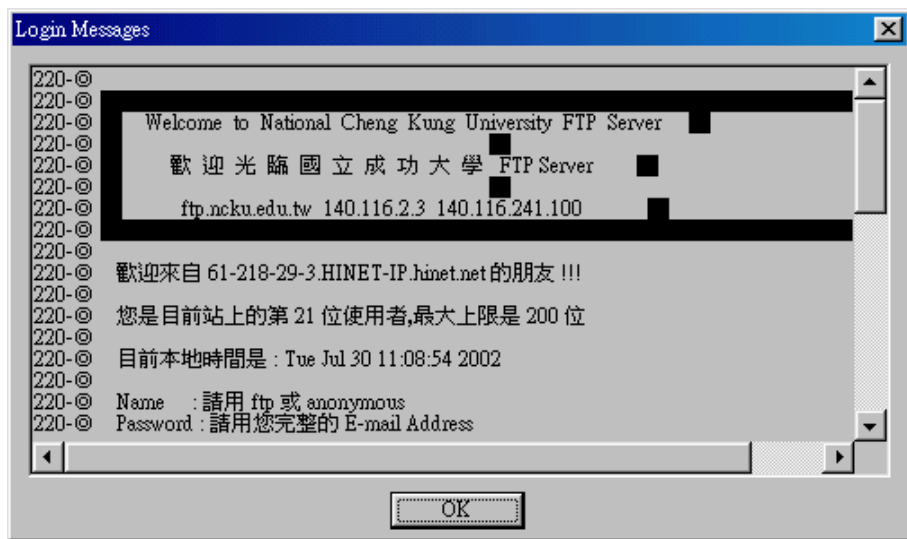 Login Messages
220-◎
220-◎
220-◎ Welcome to National Cheng Kung University FTP Server
220-◎
220-◎ 歡 迎 光 臨 國 立 成 功 大 學 FTP Server
220-◎
220-◎ ftp.ncku.edu.tw 140.116.2.3 140.116.241.100
220-◎
220-◎
220-◎ 歡迎來自 61-218-29-3.HINET-IP.hinet.net 的朋友 !!!
220-◎
220-◎ 您是目前站上的第 21 位使用者,最大上限是 200 位
220-◎
220-◎ 目前本地時間是 : Tue Jul 30 11:08:54 2002
220-◎
220-◎ Name : 請用 ftp 或 anonymous
220-◎ Password : 請用您完整的 E-mail Address
OK